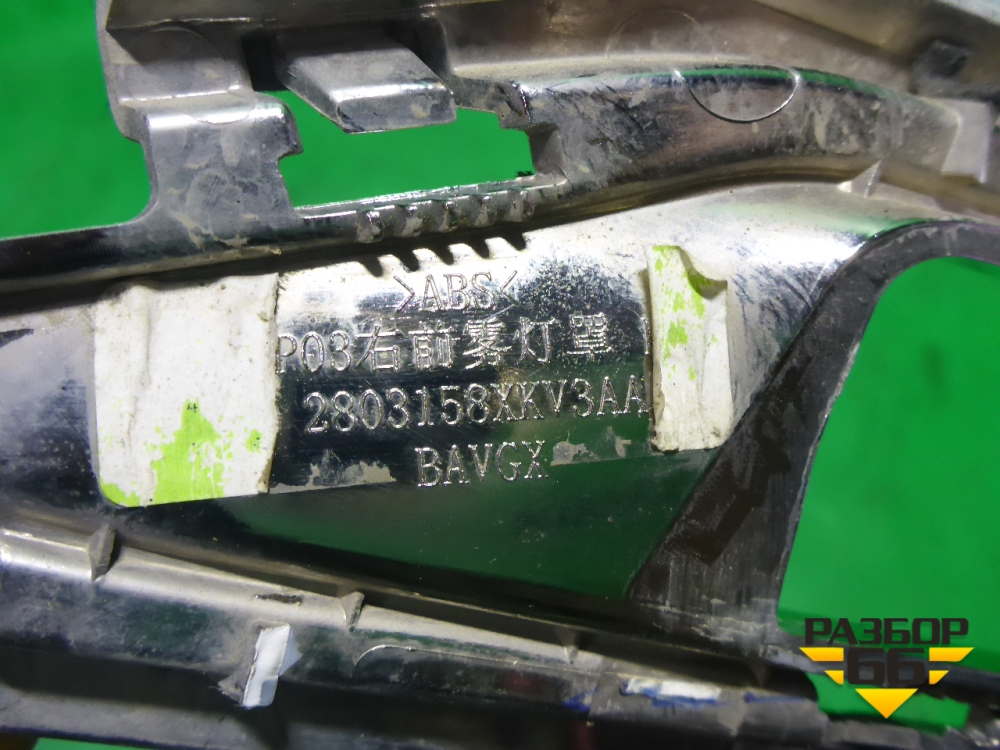 >ABS<
P03右前雾灯罩
2803158XKV3AA
BAVGX
РАЗБОР
66